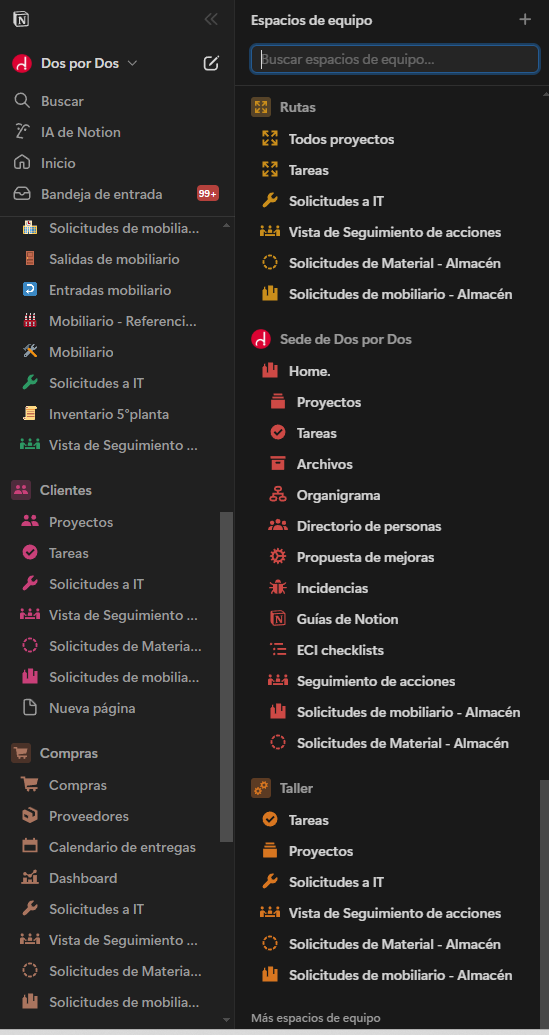 Dos por Dos
Buscar
IA de Notion
Inicio
Bandeja de entrada 99+
Solicitudes de mobilia...
Salidas de mobiliario
Entradas mobiliario
Mobiliario - Referenci...
Mobiliario
Solicitudes a IT
Inventario 5°planta
Vista de Seguimiento ...
Clientes
Proyectos
Tareas
Solicitudes a IT
Vista de Seguimiento ...
Solicitudes de Materia...
Solicitudes de mobilia...
Nueva página
Compras
Compras
Proveedores
Calendario de entregas
Dashboard
Solicitudes a IT
Vista de Seguimiento ...
Solicitudes de Materia...
Solicitudes de mobilia...
Espacios de equipo
Buscar espacios de equipo...
Rutas
Todos proyectos
Tareas
Solicitudes a IT
Vista de Seguimiento de acciones
Solicitudes de Material - Almacén
Solicitudes de mobiliario - Almacén
Sede de Dos por Dos
Home.
Proyectos
Tareas
Archivos
Organigrama
Directorio de personas
Propuesta de mejoras
Incidencias
Guías de Notion
ECI checklists
Seguimiento de acciones
Solicitudes de mobiliario - Almacén
Solicitudes de Material - Almacén
Taller
Tareas
Proyectos
Solicitudes a IT
Vista de Seguimiento de acciones
Solicitudes de Material - Almacén
Solicitudes de mobiliario - Almacén
Más espacios de equipo